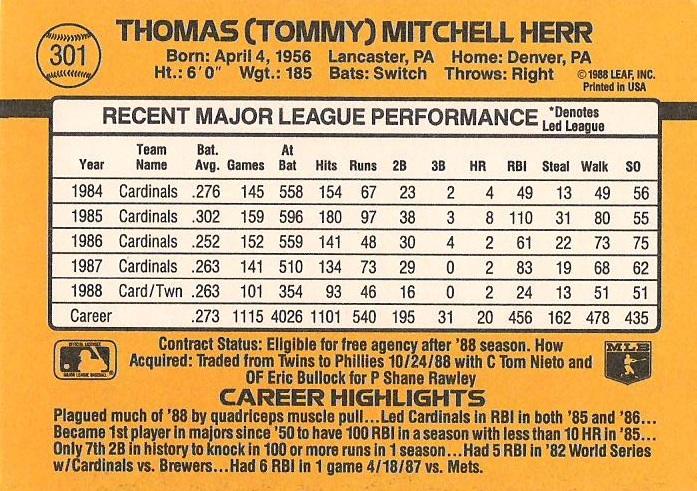 301
THOMAS (TOMMY) MITCHELL HERR
Born: April 4, 1956 Lancaster, PA Home: Denver, PA
Ht.: 6'0" Wgt.: 185 Bats: Switch Throws: Right
©1988 LEAF, INC.
Printed in USA
RECENT MAJOR LEAGUE PERFORMANCE
*Denotes
Led League
Year Team Name Bat. Avg. Games At Bat Hits Runs 2B 3B HR RBI Steal Walk SO
1984 Cardinals .276 145 558 154 67 23 2 4 49 13 49 56
1985 Cardinals .302 159 596 180 97 38 3 8 110 31 80 55
1986 Cardinals .252 152 559 141 48 30 4 2 61 22 73 75
1987 Cardinals .263 141 510 134 73 29 0 2 83 19 68 62
1988 Card/Twn .263 101 354 93 46 16 0 2 24 13 51 51
Career .273 1115 4026 1101 540 195 31 20 456 162 478 435
Contract Status: Eligible for free agency after '88 season. How
Acquired: Traded from Twins to Phillies 10/24/88 with C Tom Nieto and
OF Eric Bullock for P Shane Rawley
MAJOR LEAGUE BASEBALL
MLB
CAREER HIGHLIGHTS
Plagued much of '88 by quadriceps muscle pull...Led Cardinals in RBI in both '85 and '86...
Became 1st player in majors since '50 to have 100 RBI in a season with less than 10 HR in '85...
Only 7th 2B in history to knock in 100 or more runs in 1 season...Had 5 RBI in '82 World Series
w/Cardinals vs. Brewers...Had 6 RBI in 1 game 4/18/87 vs. Mets.